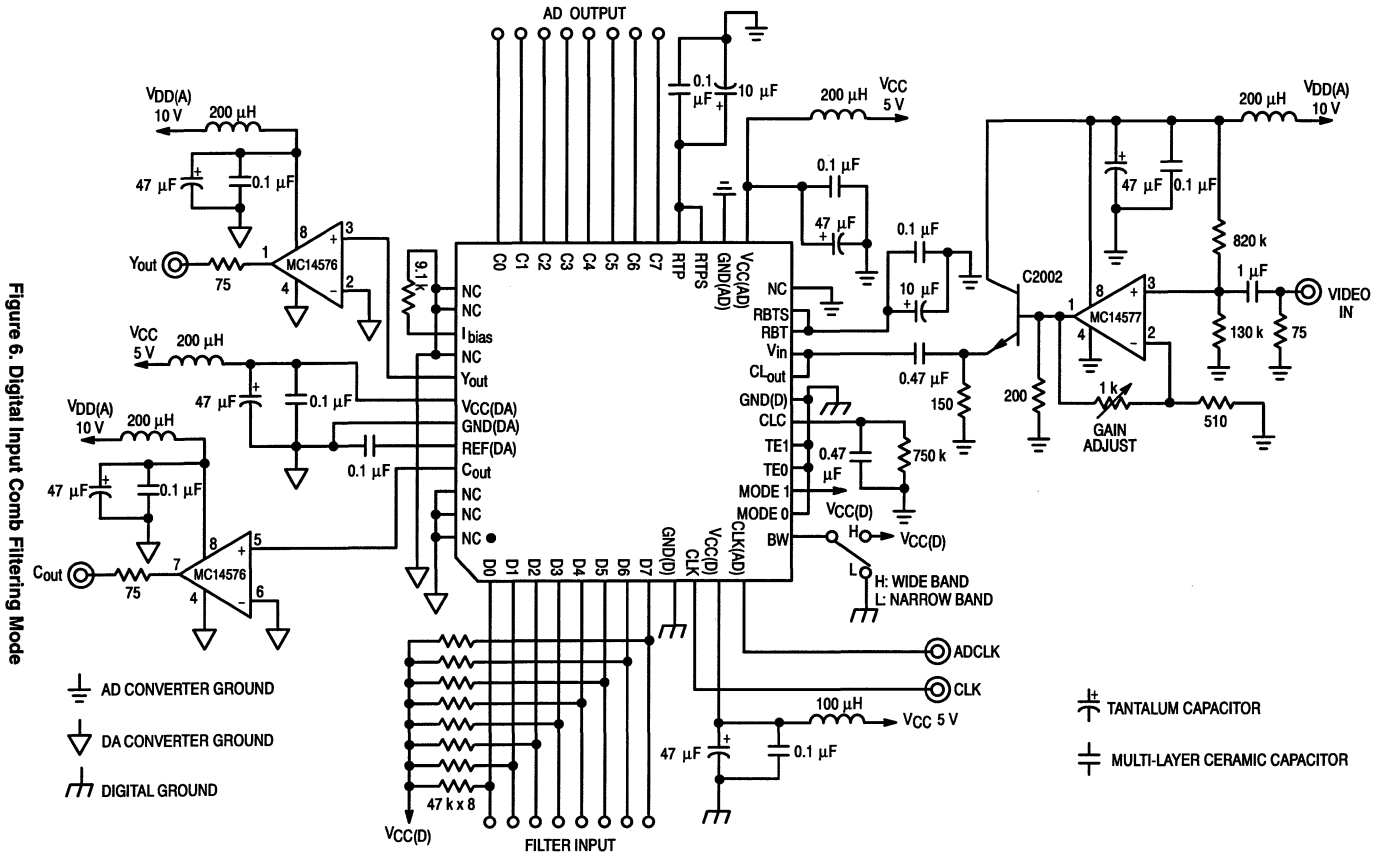 AD OUTPUT
VDD(A)
10 V
200 µH
47 µF
+
0.1 µF
8
3
+
1
MC14576
2
–
4
Yout
75
0.1
µF
10 µF
+
200 µH
VCC
5 V
0.1 µF
47 µF
+
200 µH
VDD(A)
10 V
+
47 µF
0.1 µF
820 k
1 µF
VIDEO
IN
130 k
75
C2002
8
3
+
1
MC14577
2
–
4
1 k
GAIN
ADJUST
510
200
150
0.47 µF
0.1 µF
10 µF
+
C0
C1
C2
C3
C4
C5
C6
C7
RTP
RTPS
GND(AD)
VCC(AD)
9.1 k
NC
NC
Ibias
NC
Yout
VCC(DA)
GND(DA)
REF(DA)
Cout
NC
NC
NC
NC
RBTS
RBT
Vin
CLout
GND(D)
CLC
TE1
TE0
MODE 1
MODE 0
BW
0.47
µF
750 k
VCC(D)
H
VCC(D)
L
H: WIDE BAND
L: NARROW BAND
VCC
5 V
200 µH
47 µF
+
0.1 µF
0.1 µF
VDD(A)
10 V
200 µH
47 µF
+
0.1 µF
8
5
+
7
MC14576
6
–
4
Cout
75
D0
D1
D2
D3
D4
D5
D6
D7
GND(D)
CLK
VCC(D)
CLK(AD)
ADCLK
CLK
100 µH
VCC 5 V
47 µF
+
0.1 µF
47 k x 8
VCC(D)
FILTER INPUT
AD CONVERTER GROUND
DA CONVERTER GROUND
DIGITAL GROUND
+
TANTALUM CAPACITOR
MULTI-LAYER CERAMIC CAPACITOR
Figure 6. Digital Input Comb Filtering Mode